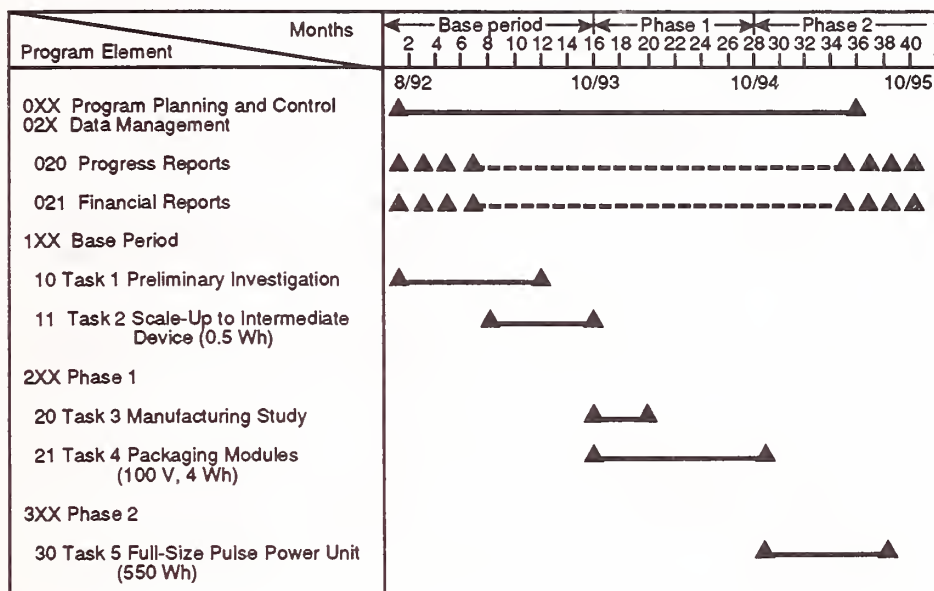 Months
Program Element
Base period Phase 1 Phase 2
2 4 6 8 10 12 14 16 18 20 22 24 26 28 30 32 34 36 38 40
8/92 10/93 10/94 10/95
0XX Program Planning and Control
02X Data Management
020 Progress Reports
021 Financial Reports
1XX Base Period
10 Task 1 Preliminary Investigation
11 Task 2 Scale-Up to Intermediate
Device (0.5 Wh)
2XX Phase 1
20 Task 3 Manufacturing Study
21 Task 4 Packaging Modules
(100 V, 4 Wh)
3XX Phase 2
30 Task 5 Full-Size Pulse Power Unit
(550 Wh)